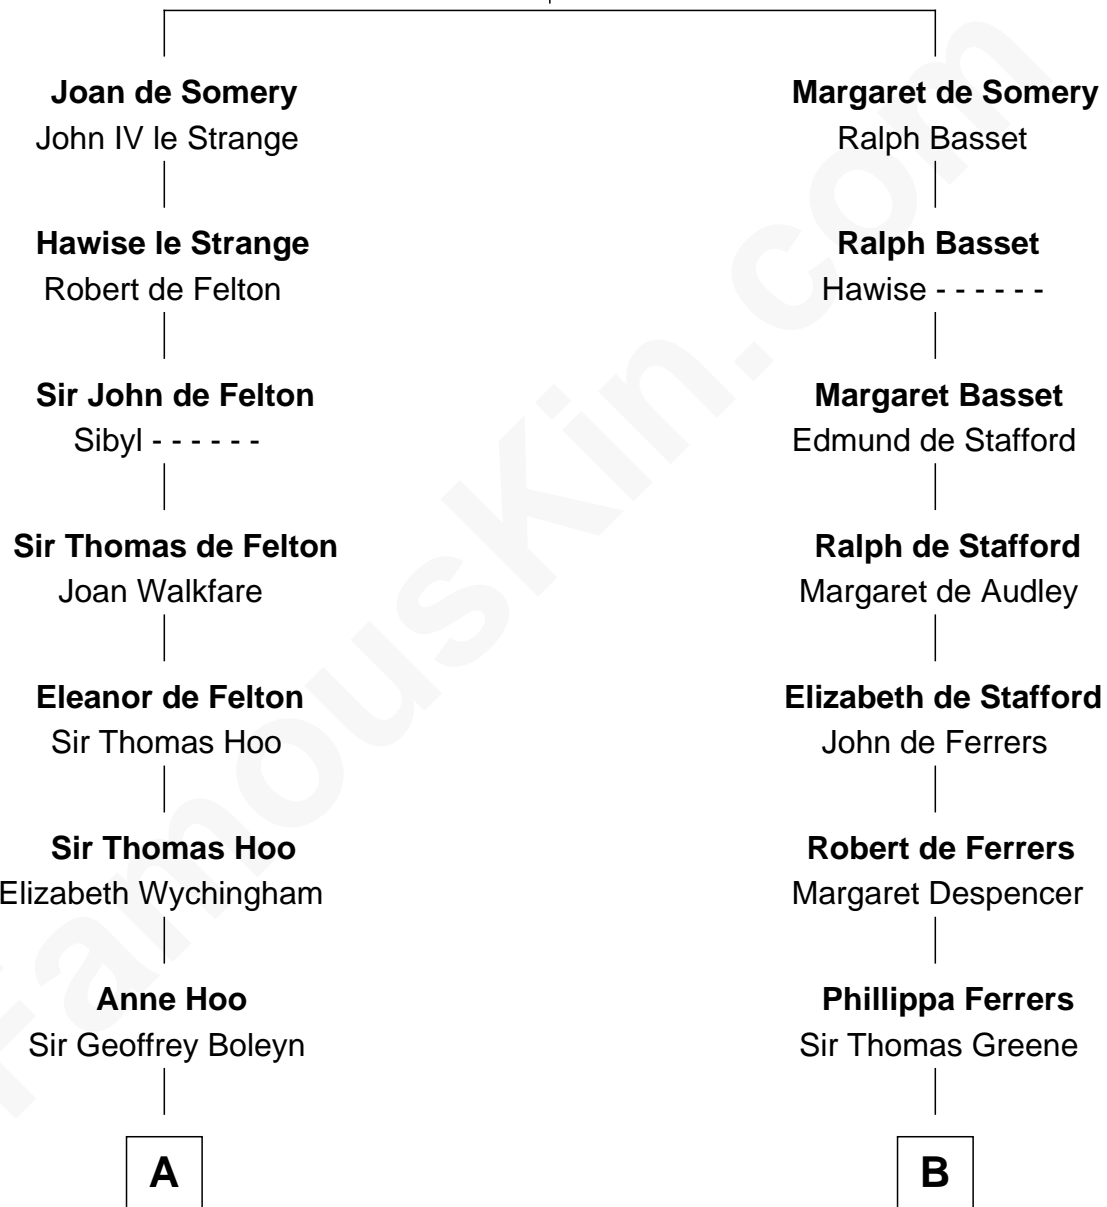 Joan de Somery
John IV le Strange
Margaret de Somery
Ralph Basset
Hawise le Strange
Robert de Felton
Ralph Basset
Hawise - - - - - -
Sir John de Felton
Sibyl - - - - - -
Margaret Basset
Edmund de Stafford
Sir Thomas de Felton
Joan Walkfare
Ralph de Stafford
Margaret de Audley
Eleanor de Felton
Sir Thomas Hoo
Elizabeth de Stafford
John de Ferrers
Sir Thomas Hoo
Elizabeth Wychingham
Robert de Ferrers
Margaret Despencer
Anne Hoo
Sir Geoffrey Boleyn
Phillippa Ferrers
Sir Thomas Greene
A
B
FamousKin.com